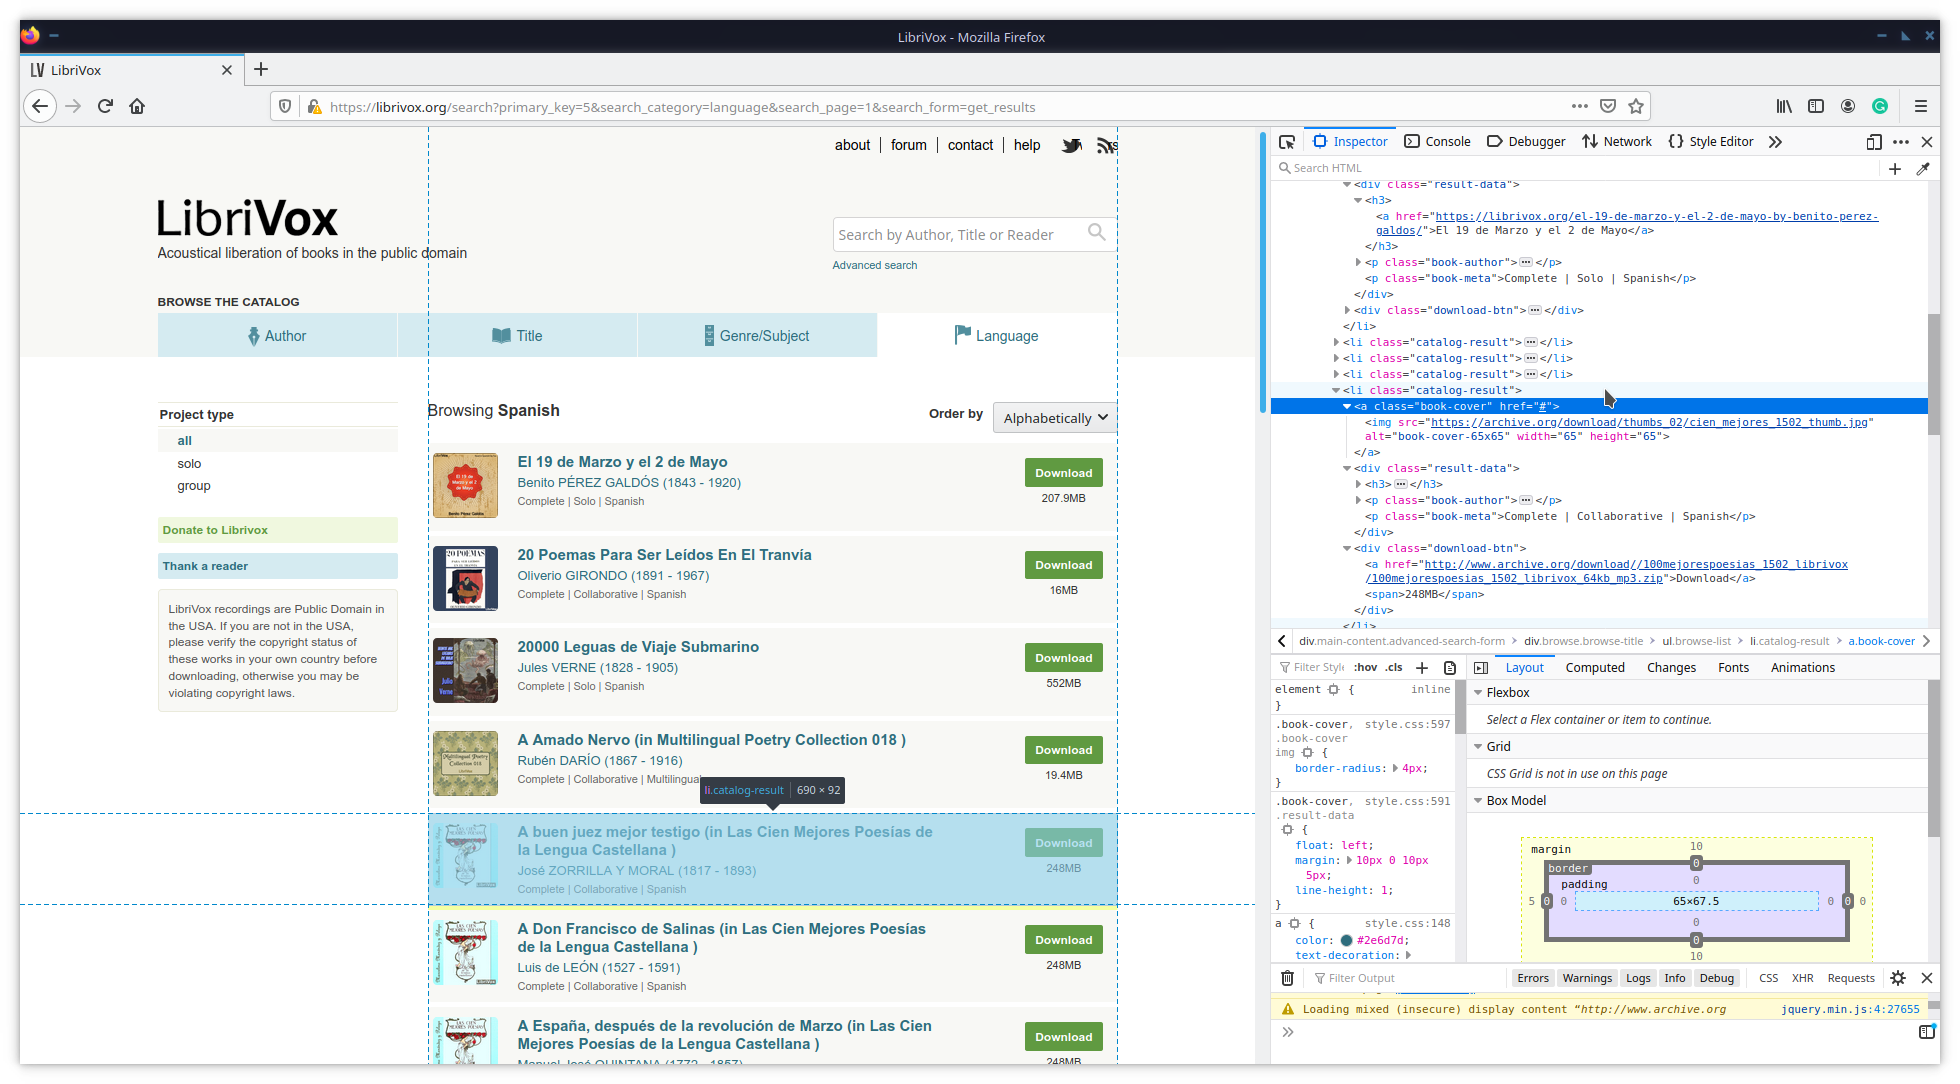 LibriVox - Mozilla Firefox
LibriVox
https://librivox.org/search?primary_key=5&search_category=language&search_page=1&search_form=get_results
about
forum
contact
help
LibriVox
Acoustical liberation of books in the public domain
Search by Author, Title or Reader
Advanced search
BROWSE THE CATALOG
Author
Title
Genre/Subject
Language
Project type
all
solo
group
Donate to Librivox
Thank a reader
LibriVox recordings are Public Domain in
the USA. If you are not in the USA,
please verify the copyright status of
these works in your own country before
downloading, otherwise you may be
violating copyright laws.
Browsing Spanish
Order by
Alphabetically
El 19 de Marzo y el 2 de Mayo
Benito PÉREZ GALDÓS (1843 - 1920)
Complete | Solo | Spanish
Download
207.9MB
20 Poemas Para Ser Leídos En El Tranvía
Oliverio GIRONDO (1891 - 1967)
Complete | Collaborative | Spanish
Download
16MB
20000 Leguas de Viaje Submarino
Jules VERNE (1828 - 1905)
Complete | Solo | Spanish
Download
552MB
A Amado Nervo (in Multilingual Poetry Collection 018 )
Rubén DARÍO (1867 - 1916)
Complete | Collaborative | Multilingual
Download
19.4MB
li.catalog-result
690 × 92
A buen juez mejor testigo (in Las Cien Mejores Poesías de
la Lengua Castellana )
José ZORRILLA Y MORAL (1817 - 1893)
Complete | Collaborative | Spanish
Download
248MB
A Don Francisco de Salinas (in Las Cien Mejores Poesías
de la Lengua Castellana )
Luis de LEÓN (1527 - 1591)
Complete | Collaborative | Spanish
Download
248MB
A España, después de la revolución de Marzo (in Las Cien
Mejores Poesías de la Lengua Castellana )
Manuel José QUINTANA (1772 - 1857)
Download
248MB
Inspector
Console
Debugger
Network
Style Editor
Search HTML
<div class="result-data">
<h3>
<a href="https://librivox.org/el-19-de-marzo-y-el-2-de-mayo-by-benito-perez-
galdos/">El 19 de Marzo y el 2 de Mayo</a>
</h3>
<p class="book-author"></p>
<p class="book-meta">Complete | Solo | Spanish</p>
</div>
<div class="download-btn"></div>
</li>
<li class="catalog-result"></li>
<li class="catalog-result"></li>
<li class="catalog-result"></li>
<li class="catalog-result">
<a class="book-cover" href="#">
<img src="https://archive.org/download/thumbs_02/cien_mejores_1502_thumb.jpg"
alt="book-cover-65x65" width="65" height="65">
</a>
<div class="result-data">
<h3></h3>
<p class="book-author"></p>
<p class="book-meta">Complete | Collaborative | Spanish</p>
</div>
<div class="download-btn">
<a href="http://www.archive.org/download//100mejorespoesias_1502_librivox
/100mejorespoesias_1502_librivox_64kb_mp3.zip">Download</a>
<span>248MB</span>
</div>
</li>
div.main-content.advanced-search-form
div.browse.browse-title
ul.browse-list
li.catalog-result
a.book-cover
Filter Styl
:hov
.cls
element {
inline
}
.book-cover,
style.css:597
.book-cover
img {
border-radius: 4px;
}
.book-cover,
style.css:591
.result-data
{
float: left;
margin: 10px 0 10px
5px;
line-height: 1;
}
a {
style.css:148
color: #2e6d7d;
text-decoration:
Layout
Computed
Changes
Fonts
Animations
Flexbox
Select a Flex container or item to continue.
Grid
CSS Grid is not in use on this page
Box Model
margin
10
border
0
padding
0
5
0
0
65×67.5
0
0
0
0
0
10
Filter Output
Errors
Warnings
Logs
Info
Debug
CSS
XHR
Requests
Loading mixed (insecure) display content “http://www.archive.org
jquery.min.js:4:27655